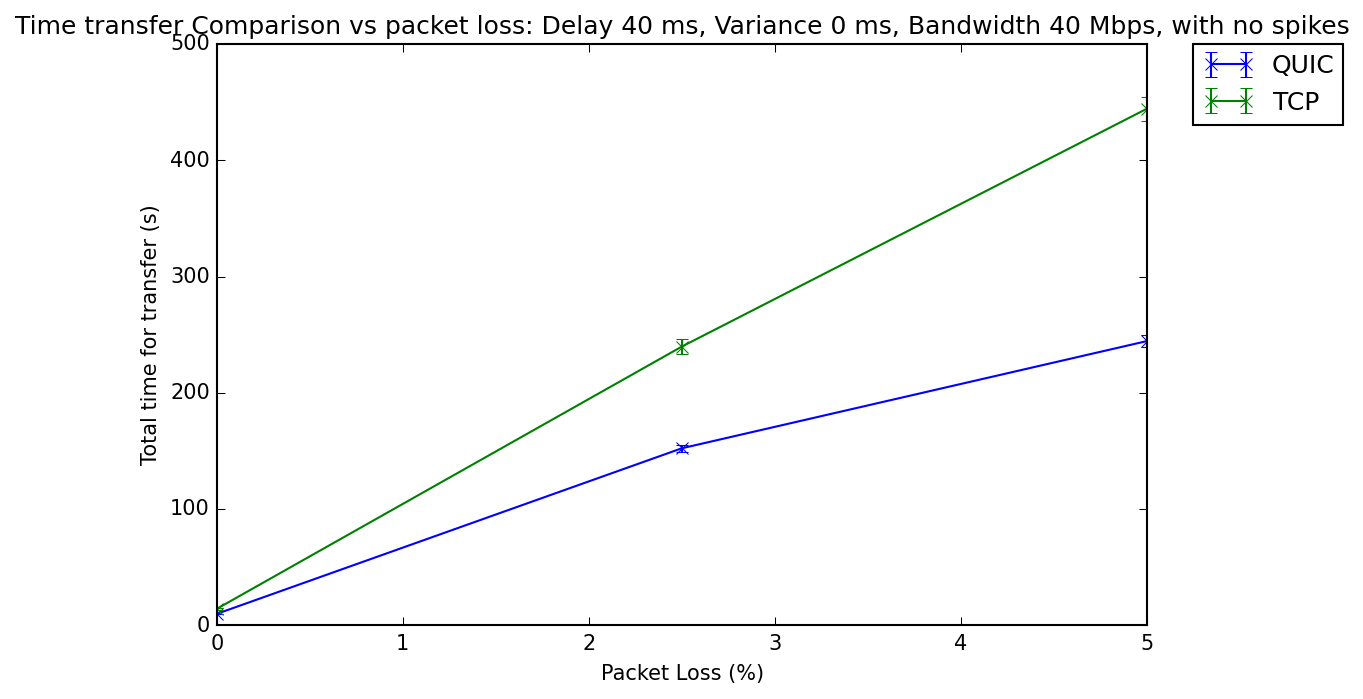 Time transfer Comparison vs packet loss: Delay 40 ms, Variance 0 ms, Bandwidth 40 Mbps, with no spikes
QUIC
TCP
500
400
300
200
100
0
Total time for transfer (s)
0 1 2 3 4 5
Packet Loss (%)